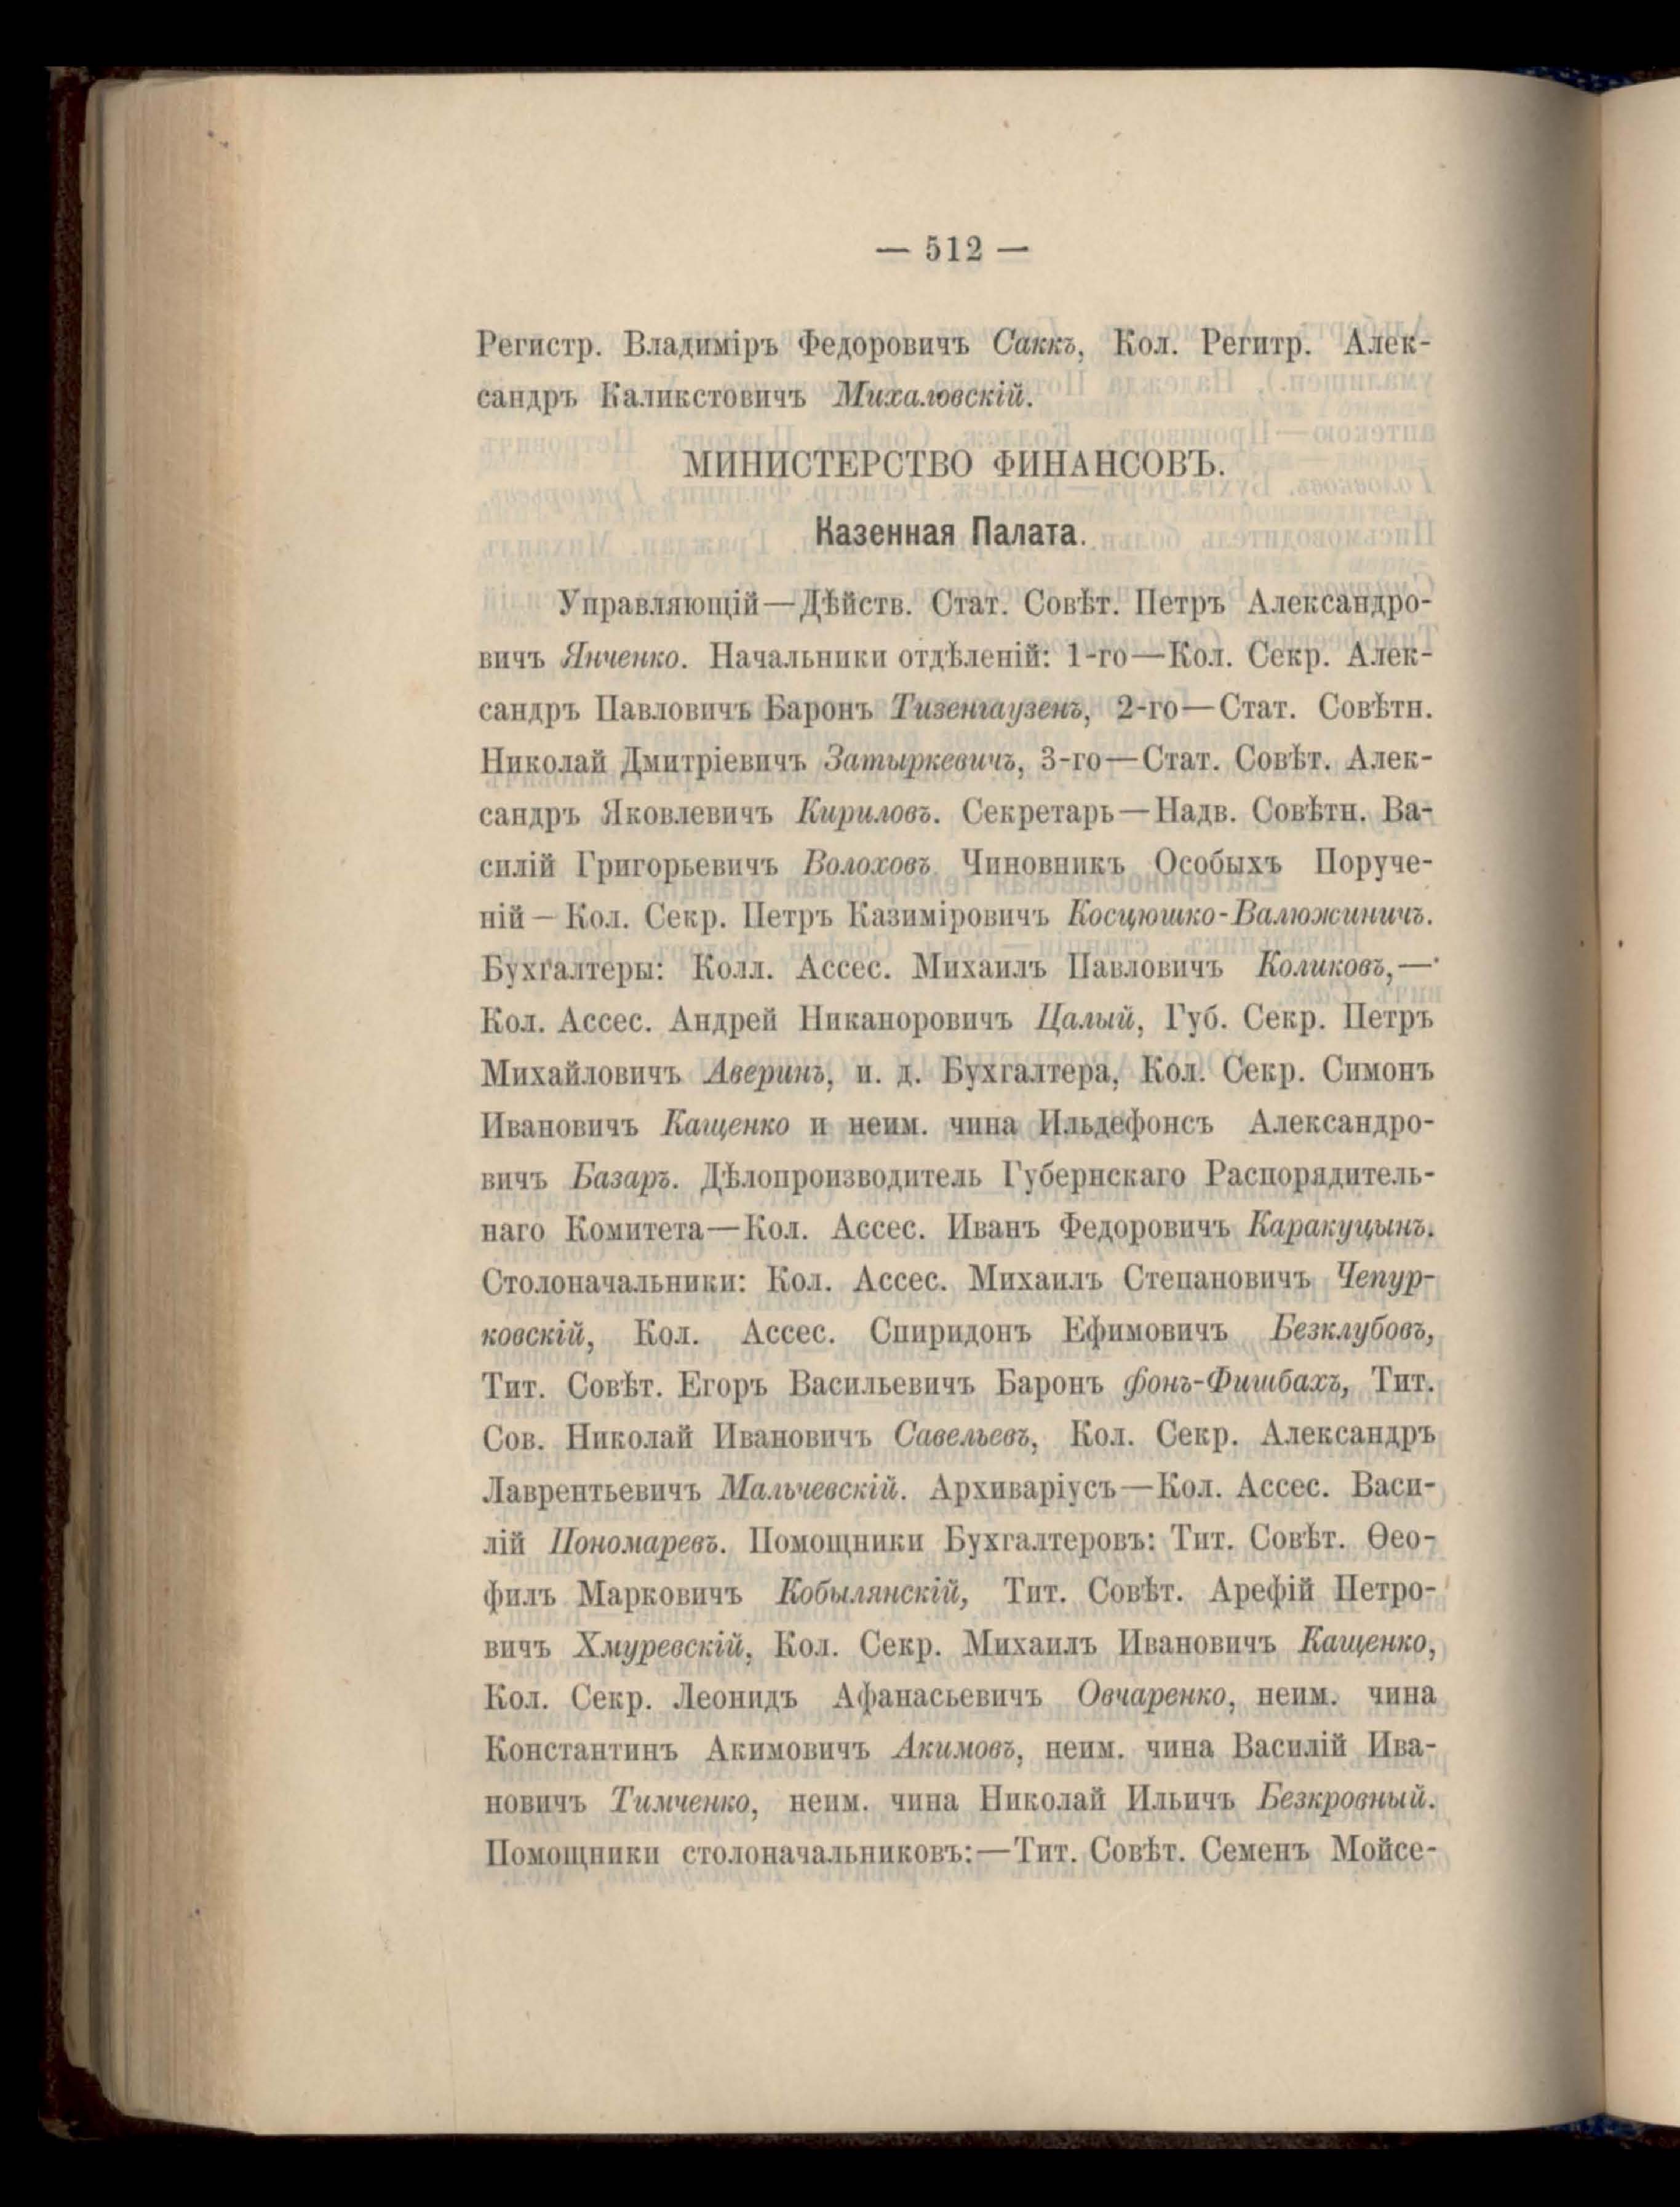 — 512 —
Регистр. Владиміръ Федоровичъ Саккъ, Кол. Регитр. Алек-
сандръ Каликстовичъ Михаловскій.
МИНИСТЕРСТВО ФИНАНСОВЪ.
Казенная Палата.
Управляющій—Дѣйств. Стат. Совѣт. Петръ Александро-
вичъ Янченко. Начальники отдѣленій: 1-го—Кол. Секр. Алек-
сандръ Павловичъ Баронъ Тизенгаузенъ, 2-го—Стат. Совѣтн.
Николай Дмитріевичъ Затыркевичъ, 3-го—Стат. Совѣт. Алек-
сандръ Яковлевичъ Кириловъ. Секретарь—Надв. Совѣтн. Ва-
силій Григорьевичъ Волоховъ Чиновникъ Особыхъ Поруче-
ній—Кол. Секр. Петръ Казиміровичъ Косцюшко-Валюжиничъ.
Бухгалтеры: Колл. Ассес. Михаилъ Павловичъ Коликовъ,—
Кол. Ассес. Андрей Никаноровичъ Цалый, Губ. Секр. Петръ
Михайловичъ Аверинъ, и. д. Бухгалтера, Кол. Секр. Симонъ
Ивановичъ Кащенко и неим. чина Ильдефонсъ Александро-
вичъ Базаръ. Дѣлопроизводитель Губернскаго Распорядитель-
наго Комитета—Кол. Ассес. Иванъ Федоровичъ Каракуцынъ.
Столоначальники: Кол. Ассес. Михаилъ Степановичъ Чепур-
ковскій, Кол. Ассес. Спиридонъ Ефимовичъ Безклубовъ,
Тит. Совѣт. Егоръ Васильевичъ Баронъ фонъ-Фишбахъ, Тит.
Сов. Николай Ивановичъ Савельевъ, Кол. Секр. Александръ
Лаврентьевичъ Мальчевскій. Архиваріусъ—Кол. Ассес. Васи-
лій Пономаревъ. Помощники Бухгалтеровъ: Тит. Совѣт. Ѳео-
филъ Марковичъ Кобылянскій, Тит. Совѣт. Арефій Петро-
вичъ Хмуревскій, Кол. Секр. Михаилъ Ивановичъ Кащенко,
Кол. Секр. Леонидъ Афанасьевичъ Овчаренко, неим. чина
Константинъ Акимовичъ Акимовъ, неим. чина Василій Ива-
новичъ Тимченко, неим. чина Николай Ильичъ Безкровный.
Помощники столоначальниковъ:—Тит. Совѣт. Семенъ Мойсе-